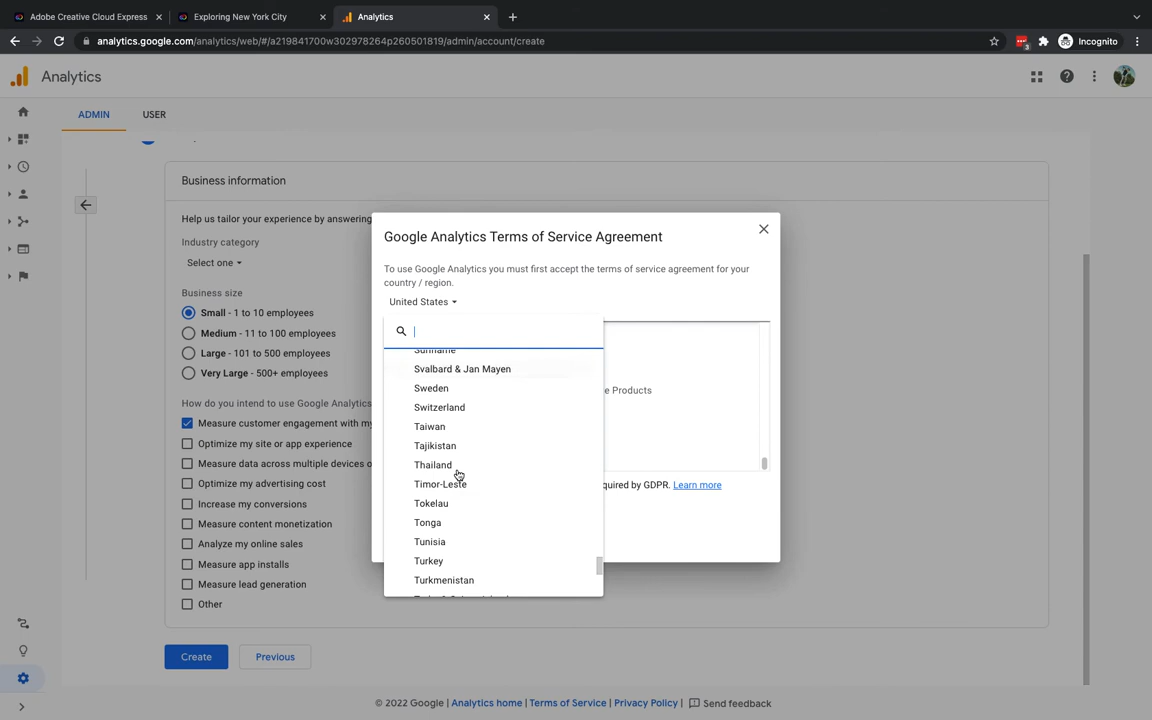 Adobe Creative Cloud Express
Exploring New York City
Analytics
analytics.google.com/analytics/web/#/a219841700w302978264p260501819/admin/account/create
3
Incognito
Analytics
ADMIN
USER
Business information
Help us tailor your experience by answering
Industry category
Select one
Business size
Small - 1 to 10 employees
Medium - 11 to 100 employees
Large - 101 to 500 employees
Very Large - 500+ employees
How do you intend to use Google Analytics
Measure customer engagement with my
Optimize my site or app experience
Measure data across multiple devices o
Optimize my advertising cost
Increase my conversions
Measure content monetization
Analyze my online sales
Measure app installs
Measure lead generation
Other
Create
Previous
Google Analytics Terms of Service Agreement
To use Google Analytics you must first accept the terms of service agreement for your
country / region.
United States
Suriname
Svalbard & Jan Mayen
Sweden
Switzerland
Taiwan
Tajikistan
Thailand
Timor-Leste
Tokelau
Tonga
Tunisia
Turkey
Turkmenistan
e Products
quired by GDPR. Learn more
© 2022 Google | Analytics home | Terms of Service | Privacy Policy | Send feedback